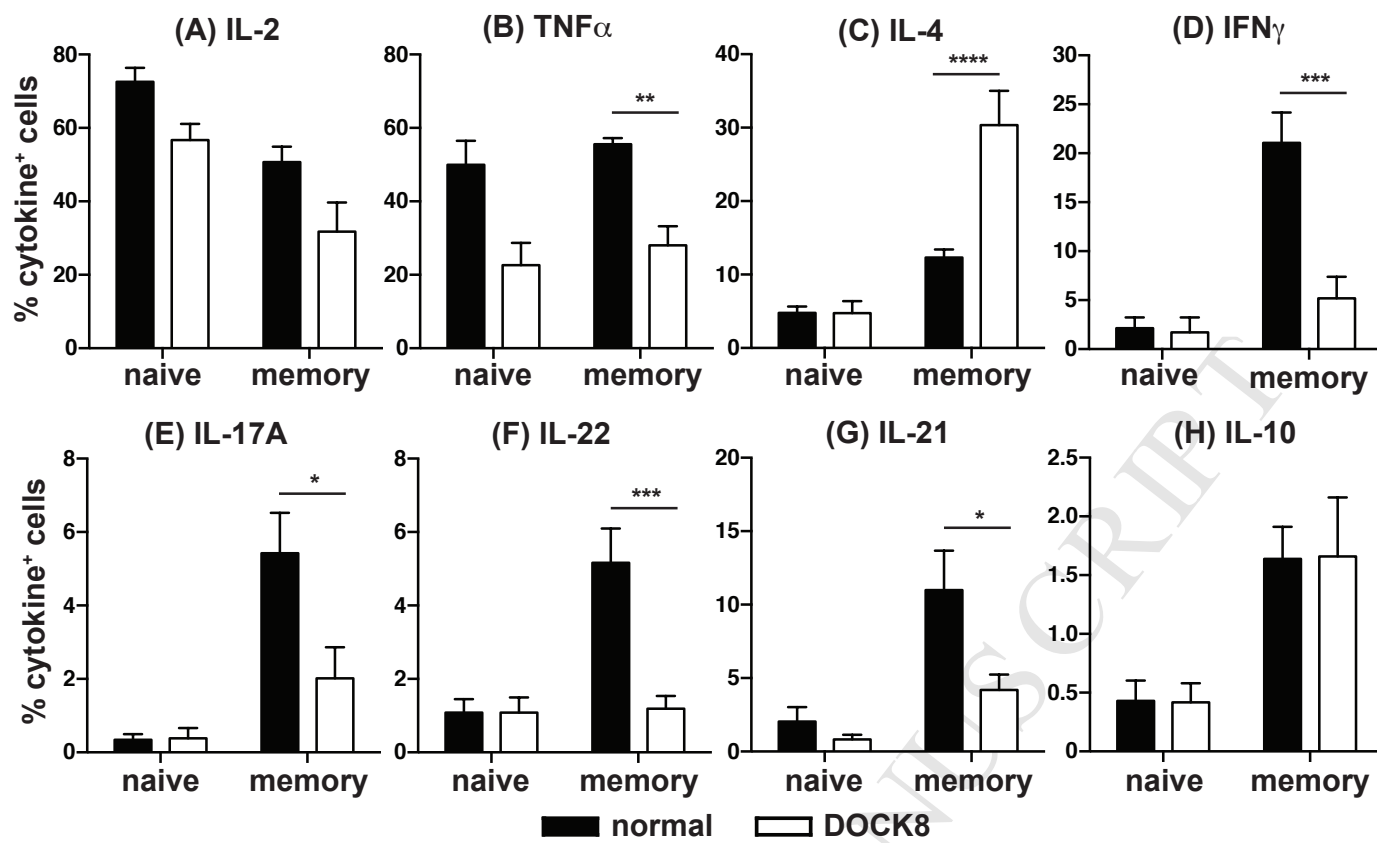 (A) IL-2
(B) TNFα
(C) IL-4
(D) IFNγ
% cytokine⁺ cells
80
60
40
20
0
naive memory
80
60
40
20
0
**
naive memory
40
30
20
10
0
****
naive memory
30
25
20
15
10
5
0
***
naive memory
(E) IL-17A
(F) IL-22
(G) IL-21
(H) IL-10
% cytokine⁺ cells
8
6
4
2
0
*
naive memory
8
6
4
2
0
***
naive memory
20
15
10
5
0
*
naive memory
2.5
2.0
1.5
1.0
0.5
0
naive memory
normal DOCK8
NUSCRIPT